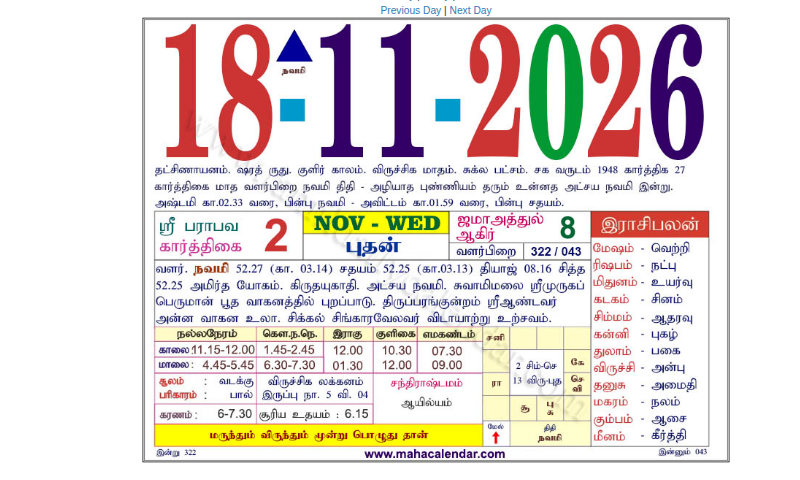 Previous Day | Next Day
18-11-2026
நவமி
தட்சிணாயனம். ஷரத் ருது. குளிர் காலம். விருச்சிக மாதம். சுக்ல பட்சம். சக வருடம் 1948 கார்த்திக 27
கார்த்திகை மாத வளர்பிறை நவமி திதி - அழியாத புண்ணியம் தரும் உன்னத அட்சய நவமி இன்று.
அஷ்டமி கா.02.33 வரை, பின்பு நவமி - அவிட்டம் கா.01.59 வரை, பின்பு சதயம்.
ஸ்ரீ பராபவ
கார்த்திகை
2
NOV - WED
புதன்
ஜமாஅத்துல் ஆகிர் 8
வளர்பிறை 322 / 043
இராசிபலன்
மேஷம் - வெற்றி
ரிஷபம் - நட்பு
மிதுனம் - உயர்வு
கடகம் - சினம்
சிம்மம் - ஆதரவு
கன்னி - புகழ்
துலாம் - பகை
விருச்சி - அன்பு
தனுசு - அமைதி
மகரம் - நலம்
கும்பம் - ஆசை
மீனம் - கீர்த்தி
வளர். நவமி 52.27 (கா. 03.14) சதயம் 52.25 (கா.03.13) தியாஜ் 08.16 சித்த
52.25 அமிர்த யோகம். கிருதயுகாதி. அட்சய நவமி. சுவாமிமலை ஸ்ரீமுருகப்
பெருமான் பூத வாகனத்தில் புறப்பாடு. திருப்பரங்குன்றம் ஸ்ரீஆண்டவர்
அன்ன வாகன உலா. சிக்கல் சிங்காரவேலவர் விடாயாற்று உற்சவம்.
நல்லநேரம் கௌ.ந.நே. இராகு குளிகை எமகண்டம்
காலை: 11.15-12.00 1.45-2.45 12.00 10.30 07.30
மாலை: 4.45-5.45 6.30-7.30 01.30 12.00 09.00
சூலம் : வடக்கு
பரிகாரம் : பால்
விருச்சிக லக்கனம்
இருப்பு நா. 5 வி. 04
சந்திராஷ்டமம்
ஆயில்யம்
கரணம் : 6-7.30 சூரிய உதயம் : 6.15
மருந்தும் விருந்தும் மூன்று பொழுது தான்
சனி
கே
2 சிம்-செ
13 விரு-புத
ரா
செ வி
சூ
பு சு
மேல்
திதி
நவமி
இன்று 322
www.mahacalendar.com
இன்னும் 043